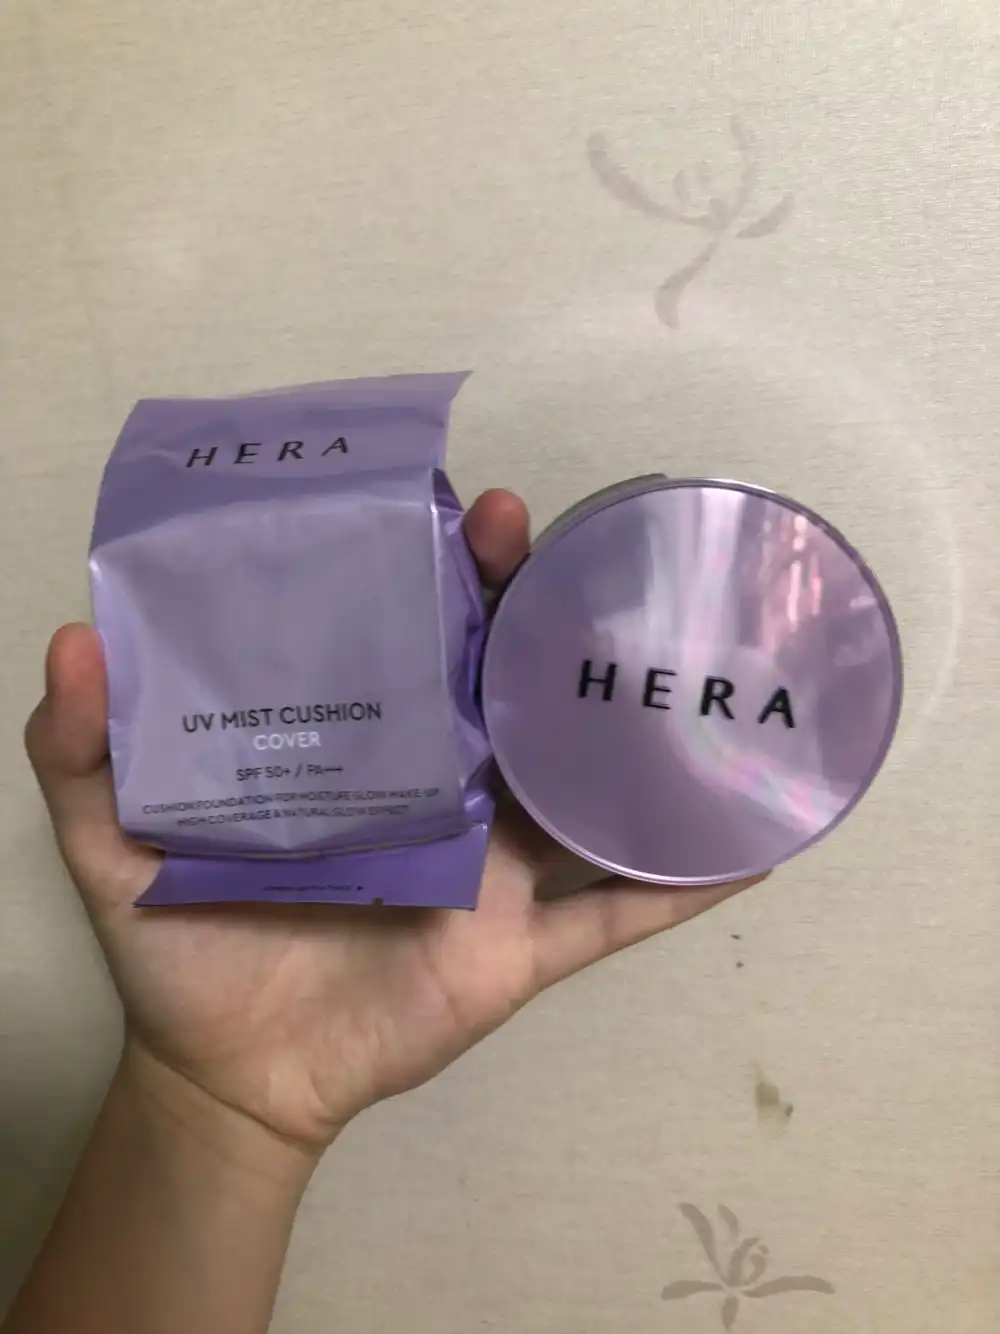 HERA
UV MIST CUSHION
COVER
SPF 50+ / PA+++
CUSHION FOUNDATION FOR MOISTURE GLOW MAKE-UP
HIGH COVERAGE & NATURAL GLOW EFFECT
HERA